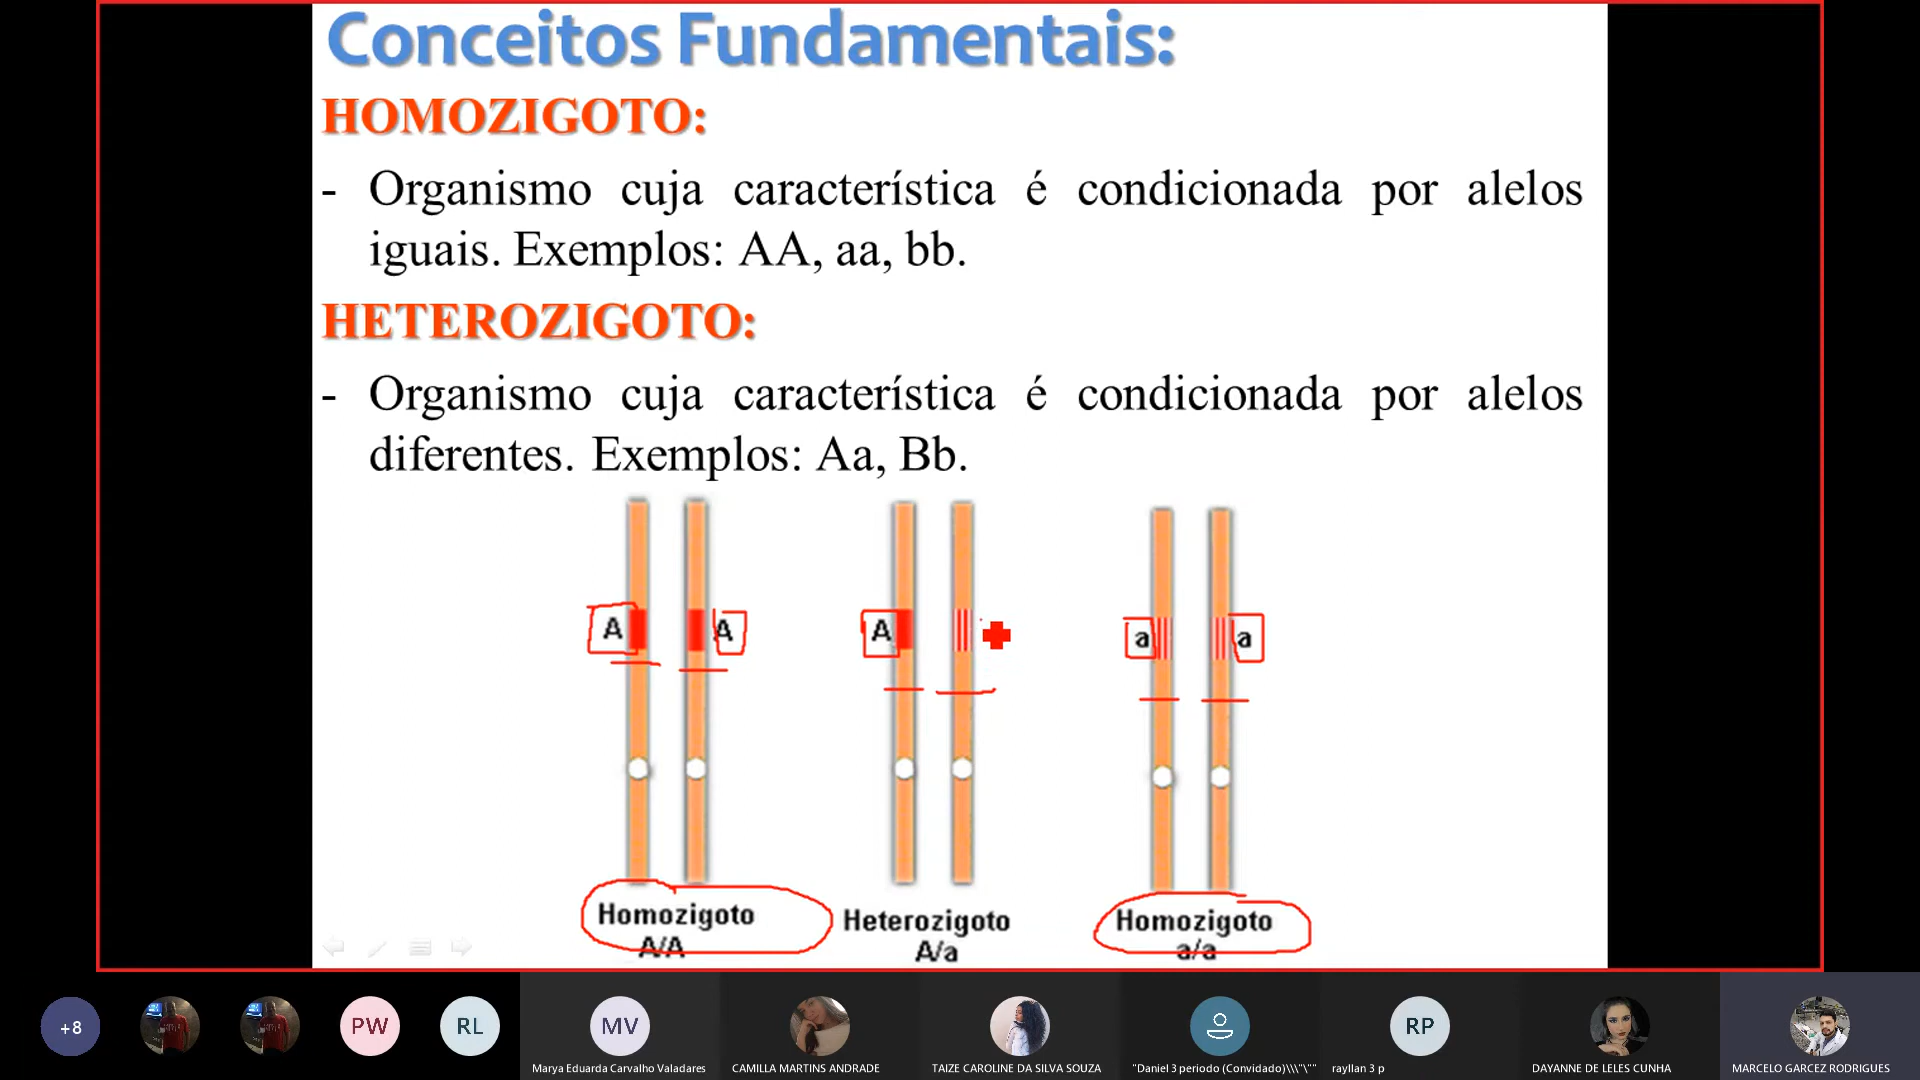 Conceitos Fundamentais:
HOMOZIGOTO:
- Organismo cuja característica é condicionada por alelos
iguais. Exemplos: AA, aa, bb.
HETEROZIGOTO:
- Organismo cuja característica é condicionada por alelos
diferentes. Exemplos: Aa, Bb.
A A A a a
Homozigoto
A/A
Heterozigoto
A/a
Homozigoto
a/a
+8
PW
RL
MV
RP
Marya Eduarda Carvalho Valadares
CAMILLA MARTINS ANDRADE
TAIZE CAROLINE DA SILVA SOUZA
"Daniel 3 periodo (Convidado)\\\"\""
rayllan 3 p
DAYANNE DE LELES CUNHA
MARCELO GARCEZ RODRIGUES